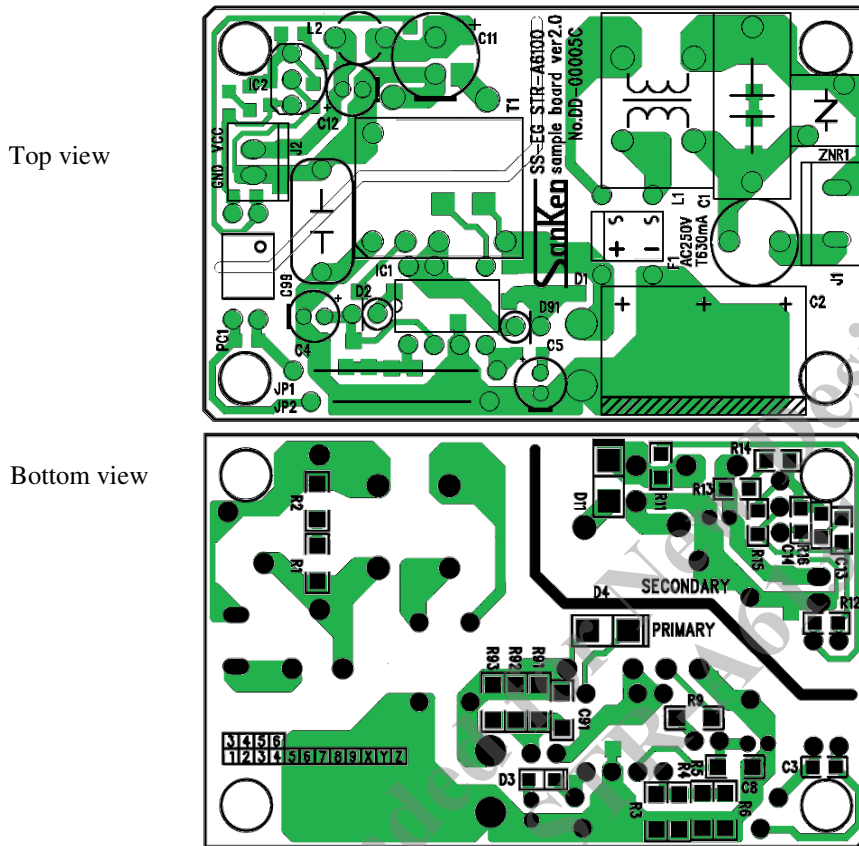 Top view
L2
C11
IC2
C12
T1
VCC
J2
GND
SanKen
SS-EG STR-A6100
sample board ver2.0
No.DD-00005C
ZNR1
L1
C1
S S
+ -
F1
AC250V
T630mA
J1
C99
IC1
D2
D1
D91
PC1
C4
C5
C2
+ + +
JP1
JP2
Bottom view
R14
R13
R11
D11
R2
R1
R15
C14
R16
C13
SECONDARY
R12
D4
PRIMARY
R93
R92
R91
C91
R9
3 4 5 6
1 2 3 4 5 6 7 8 9 X Y Z
D3
R4
R5
C8
C3
R3
R6